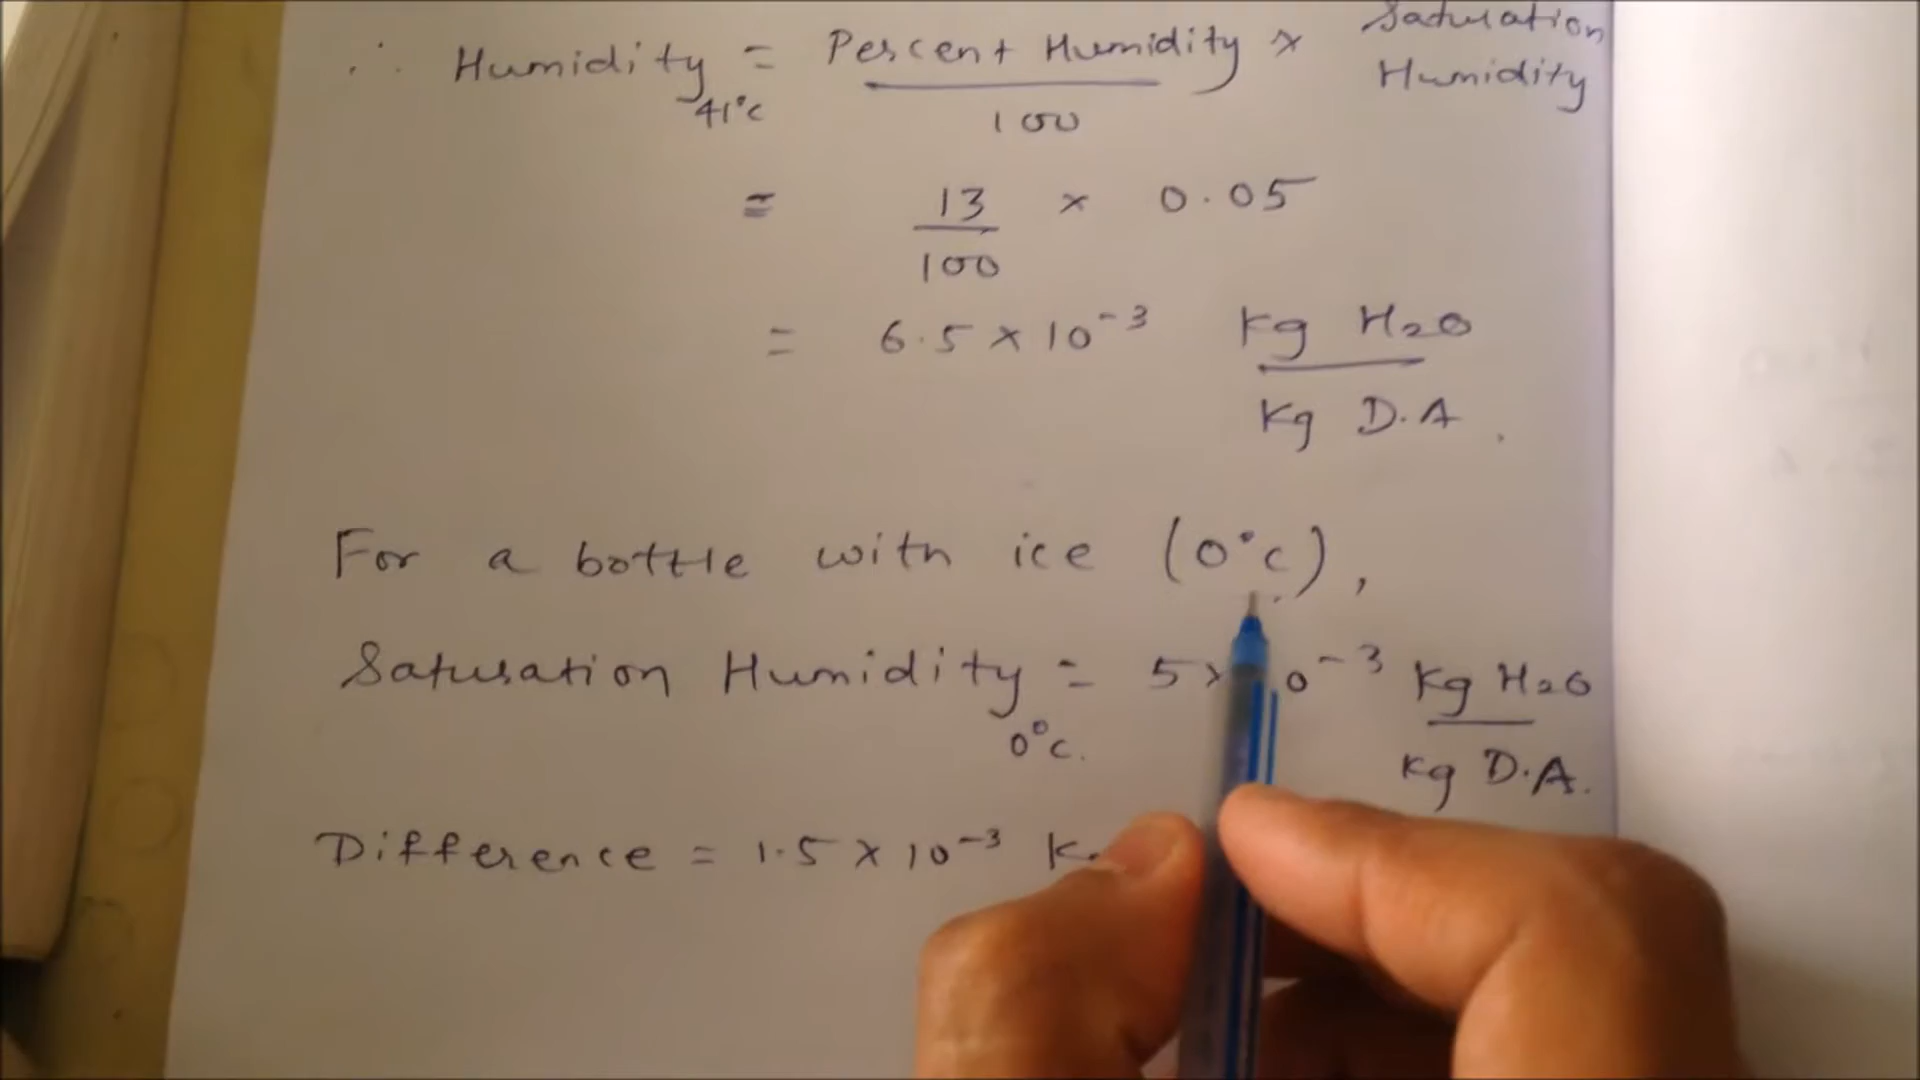 ∴ Humidity 41°C = Percent Humidity / 100 × Saturation Humidity
= 13 / 100 × 0.05
= 6.5 × 10⁻³ Kg H₂O / Kg D.A.
For a bottle with ice (0°C),
Saturation Humidity 0°C. = 5 × 10⁻³ Kg H₂O / Kg D.A.
Difference = 1.5 × 10⁻³